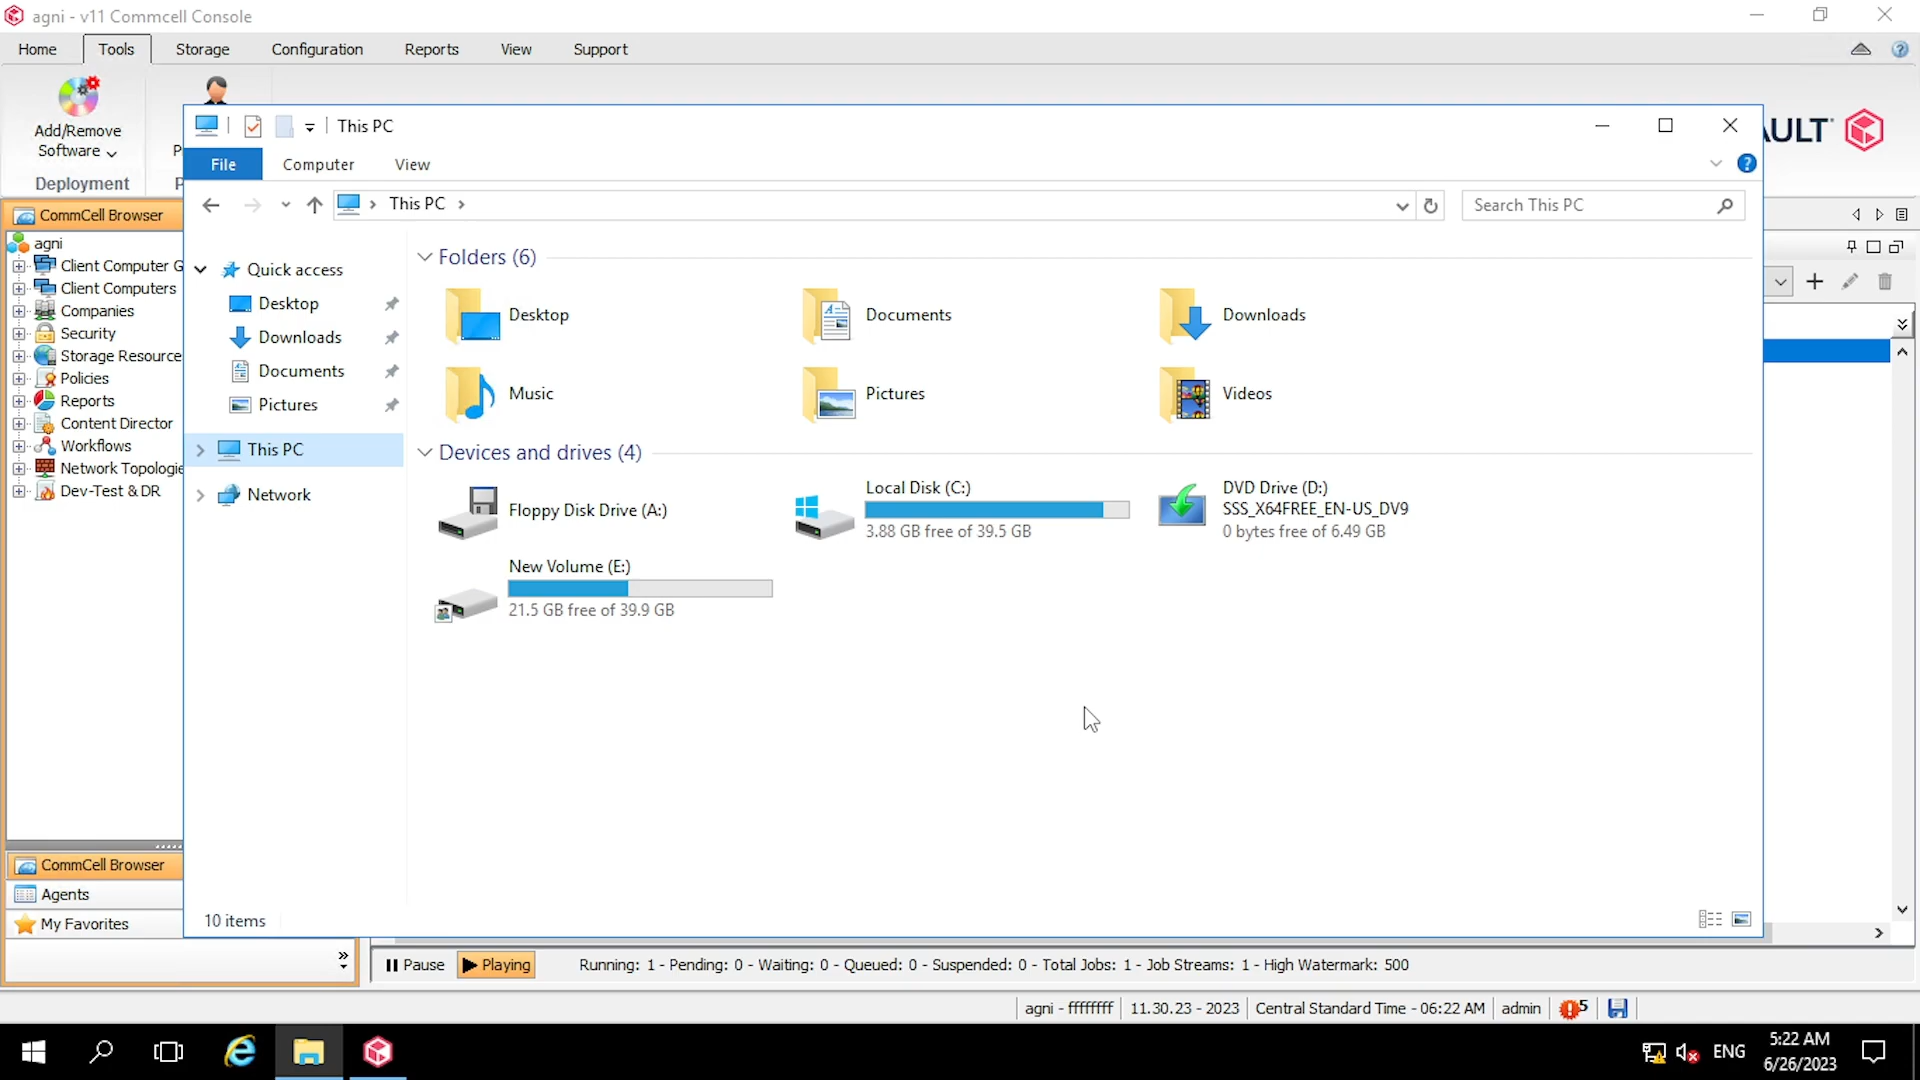 agni - v11 Commcell Console
Home Tools Storage Configuration Reports View Support
Add/Remove
Software
Deployment
AULT
This PC
File Computer View
This PC
Search This PC
CommCell Browser
agni
Client Computer G
Client Computers
Companies
Security
Storage Resource
Policies
Reports
Content Director
Workflows
Network Topologie
Dev-Test & DR
Quick access
Desktop
Downloads
Documents
Pictures
This PC
Network
Folders (6)
Desktop
Documents
Downloads
Music
Pictures
Videos
Devices and drives (4)
Floppy Disk Drive (A:)
Local Disk (C:)
3.88 GB free of 39.5 GB
DVD Drive (D:)
SSS_X64FREE_EN-US_DV9
0 bytes free of 6.49 GB
New Volume (E:)
21.5 GB free of 39.9 GB
10 items
CommCell Browser
Agents
My Favorites
Pause Playing Running: 1 - Pending: 0 - Waiting: 0 - Queued: 0 - Suspended: 0 - Total Jobs: 1 - Job Streams: 1 - High Watermark: 500
agni - ffffffff 11.30.23 - 2023 Central Standard Time - 06:22 AM admin 5
ENG
5:22 AM
6/26/2023